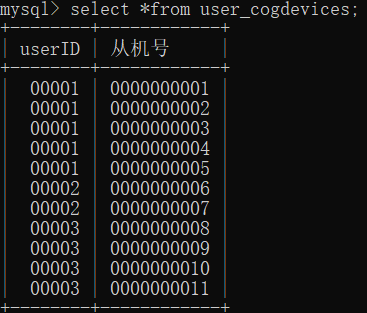 mysql> select *from user_cogdevices;
+--------+------------+
| userID | 从机号 |
+--------+------------+
| 00001 | 0000000001 |
| 00001 | 0000000002 |
| 00001 | 0000000003 |
| 00001 | 0000000004 |
| 00001 | 0000000005 |
| 00002 | 0000000006 |
| 00002 | 0000000007 |
| 00003 | 0000000008 |
| 00003 | 0000000009 |
| 00003 | 0000000010 |
| 00003 | 0000000011 |
+--------+------------+